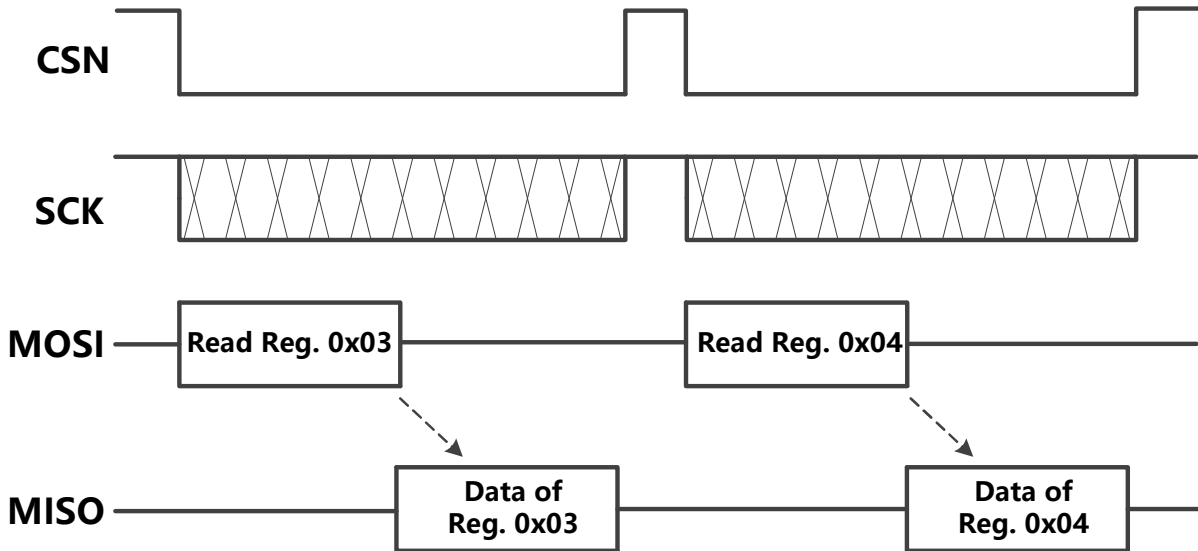 CSN
SCK
MOSI
Read Reg. 0x03
Read Reg. 0x04
MISO
Data of
Reg. 0x03
Data of
Reg. 0x04